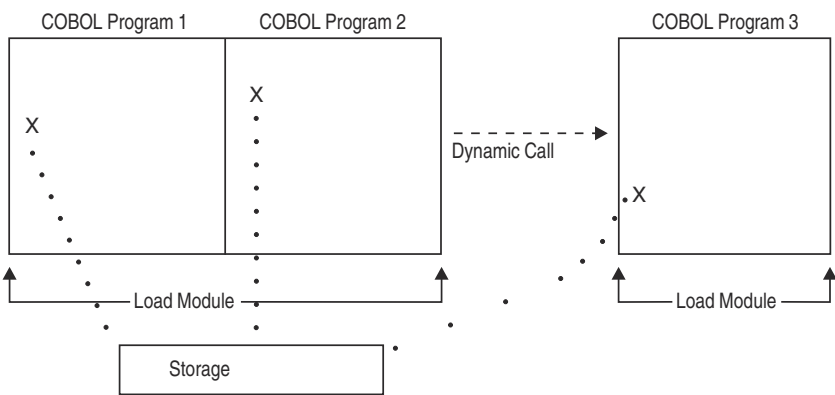 COBOL Program 1
COBOL Program 2
COBOL Program 3
X
X
Dynamic Call
X
Load Module
Load Module
Storage